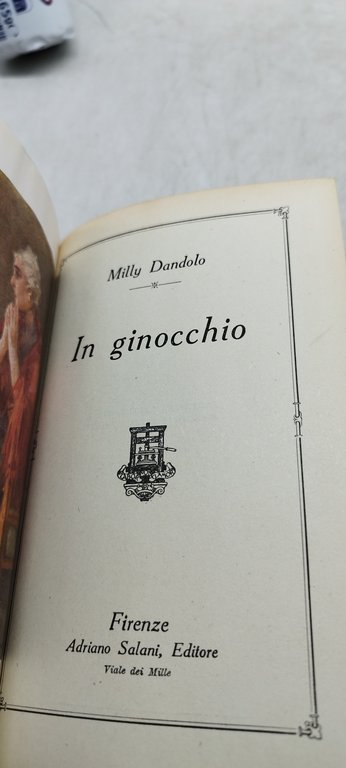 Milly Dandolo
In ginocchio
Firenze
Adriano Salani, Editore
Viale dei Mille